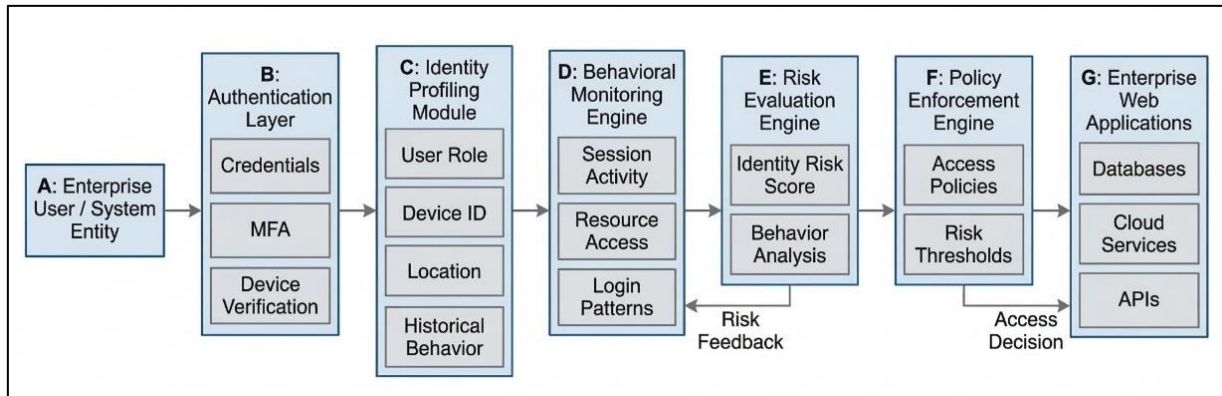 A: Enterprise
User / System
Entity
B:
Authentication
Layer
Credentials
MFA
Device
Verification
C: Identity
Profiling
Module
User Role
Device ID
Location
Historical
Behavior
D: Behavioral
Monitoring
Engine
Session
Activity
Resource
Access
Login
Patterns
E: Risk
Evaluation
Engine
Identity Risk
Score
Behavior
Analysis
Risk
Feedback
F: Policy
Enforcement
Engine
Access
Policies
Risk
Thresholds
Access
Decision
G: Enterprise
Web
Applications
Databases
Cloud
Services
APIs